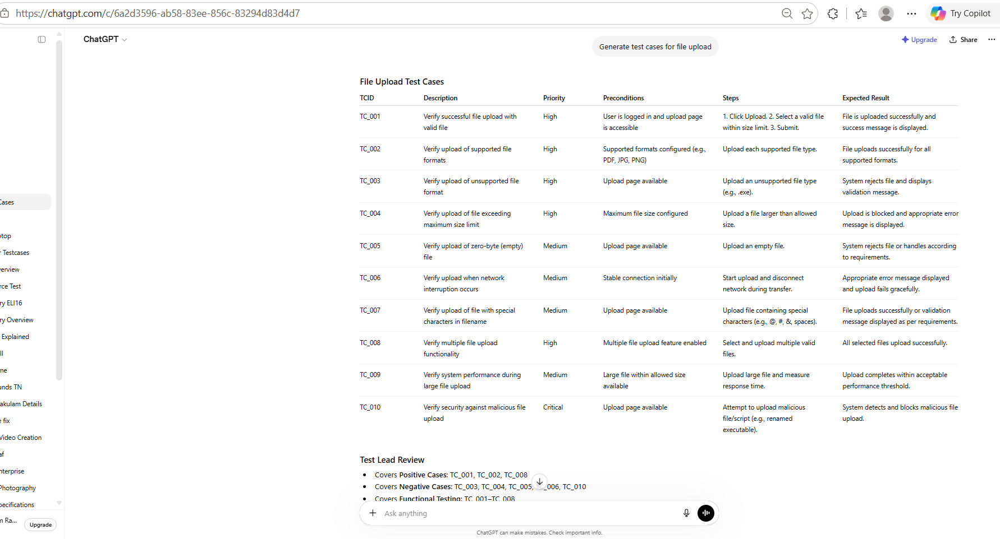 https://chatgpt.com/c/6a2d3596-ab58-83ee-856c-83294d83d4d7
Try Copilot
ChatGPT
Upgrade
Share
Generate test cases for file upload
Cases
Testcases
Test
ry ELI16
ry Overview
Explained
TN
akulam Details
fix
Video Creation
Photography
Upgrade
File Upload Test Cases
TCID Description Priority Preconditions Steps Expected Result
TC_001 Verify successful file upload with High User is logged in and upload page 1. Click Upload. 2. Select a valid file File is uploaded successfully and
valid file is accessible within size limit. 3. Submit. success message is displayed.
TC_002 Verify upload of supported file High Supported formats configured (e.g., Upload each supported file type. File uploads successfully for all
formats PDF, JPG, PNG) supported formats.
TC_003 Verify upload of unsupported file High Upload page available Upload an unsupported file type System rejects file and displays
format (e.g., .exe). validation message.
TC_004 Verify upload of file exceeding High Maximum file size configured Upload a file larger than allowed Upload is blocked and appropriate error
maximum size limit size. message is displayed.
TC_005 Verify upload of zero-byte (empty) Medium Upload page available Upload an empty file. System rejects file or handles according
file to requirements.
TC_006 Verify upload when network Medium Stable connection initially Start upload and disconnect Appropriate error message displayed
interruption occurs network during transfer. and upload fails gracefully.
TC_007 Verify upload of file with special Medium Upload page available Upload file containing special File uploads successfully or validation
characters in filename characters (e.g., @, #, &, spaces). message displayed as per requirements.
TC_008 Verify multiple file upload High Multiple file upload feature enabled Select and upload multiple valid All selected files upload successfully.
functionality files.
TC_009 Verify system performance during Medium Large file within allowed size Upload large file and measure Upload completes within acceptable
large file upload available response time. performance threshold.
TC_010 Verify security against malicious file Critical Upload page available Attempt to upload malicious System detects and blocks malicious file
upload file/script (e.g., renamed upload.
executable).
Test Lead Review
Covers Positive Cases: TC_001, TC_002, TC_008
Covers Negative Cases: TC_003, TC_004, TC_005, _006, TC_010
Covers Functional Testing: TC_001–TC_008
Ask anything
ChatGPT can make mistakes. Check important info.